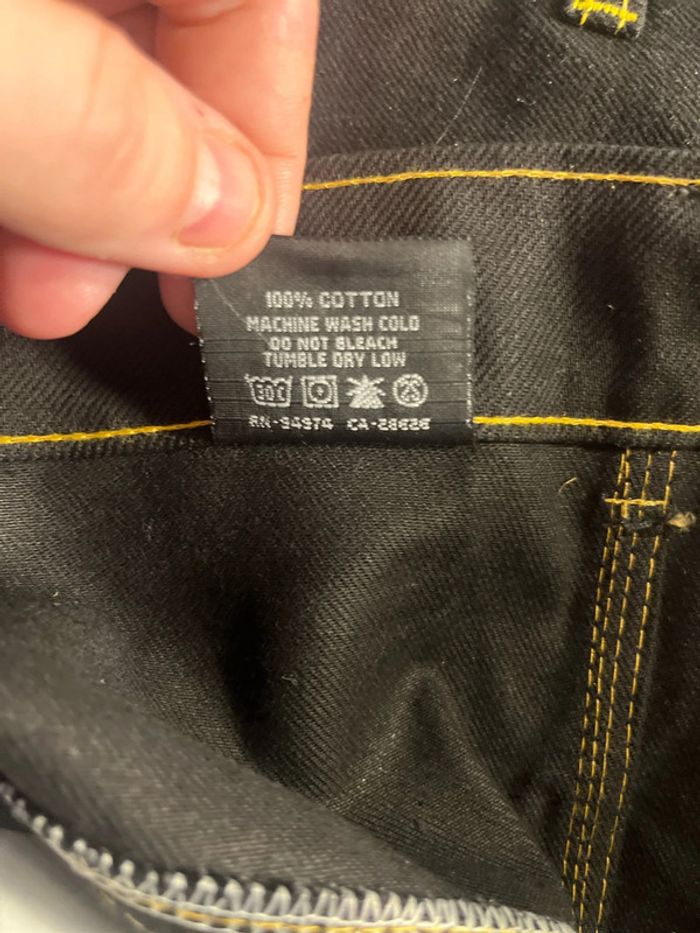 100% COTTON
MACHINE WASH COLD
DO NOT BLEACH
TUMBLE DRY LOW
RN-94974 CA-28626